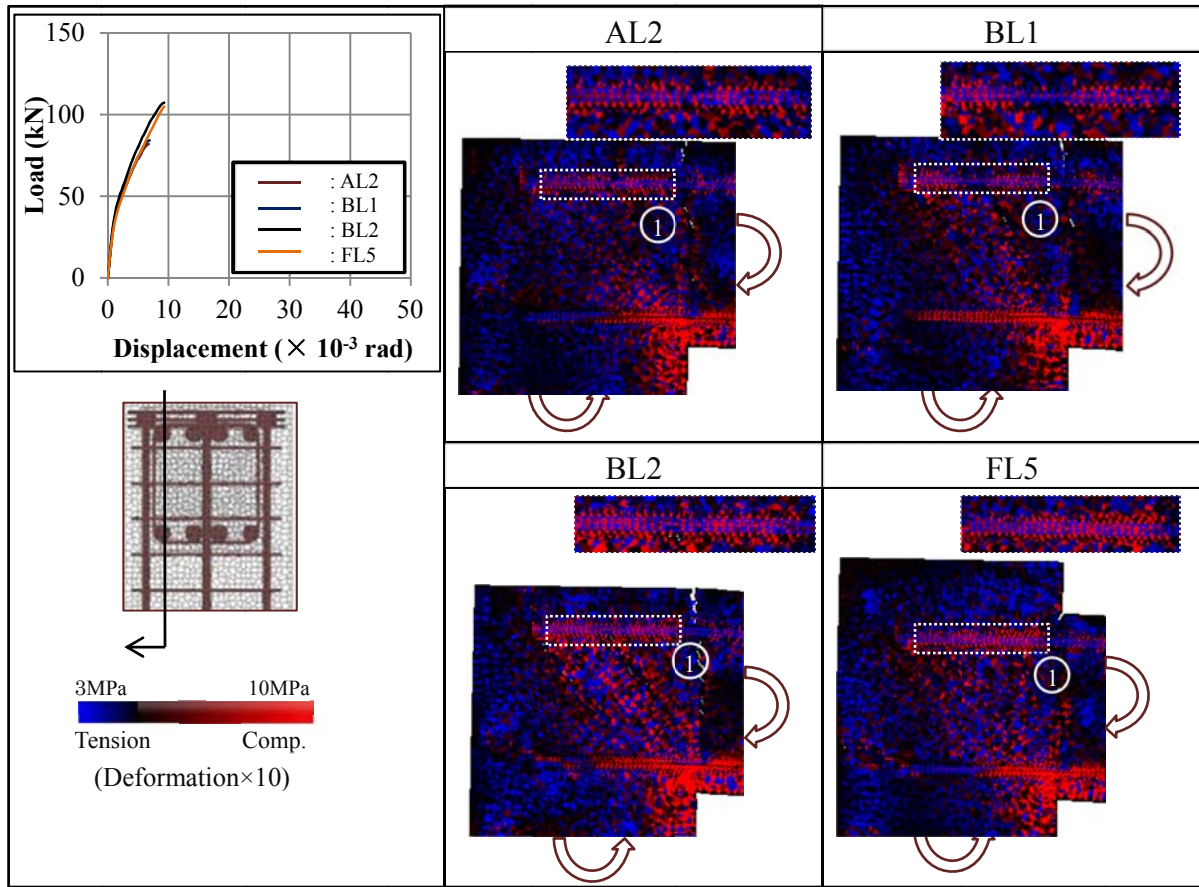 150
100
50
0
Load (kN)
0 10 20 30 40 50
Displacement (× 10⁻³ rad)
: AL2
: BL1
: BL2
: FL5
3MPa 10MPa
Tension Comp.
(Deformation×10)
AL2
1
BL1
1
BL2
1
FL5
1